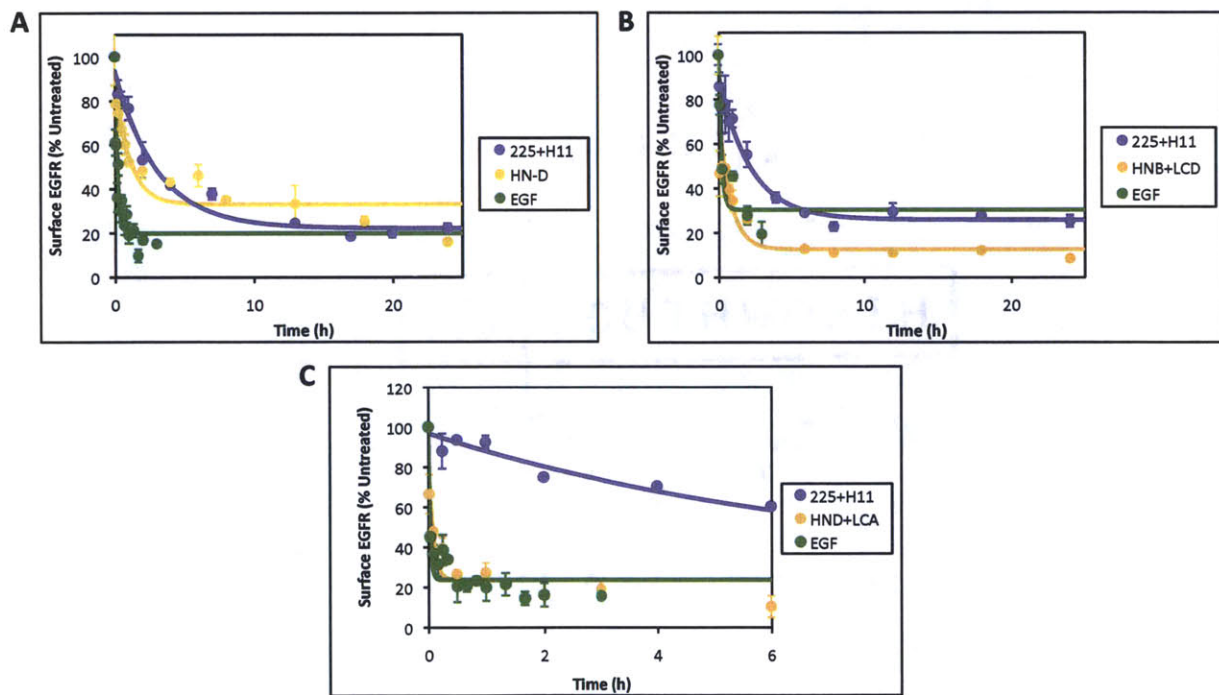 A
Surface EGFR (% Untreated)
100
80
60
40
20
0
0
10
20
Time (h)
225+H11
HN-D
EGF
B
Surface EGFR (% Untreated)
100
80
60
40
20
0
0
10
20
Time (h)
225+H11
HNB+LCD
EGF
C
Surface EGFR (% Untreated)
120
100
80
60
40
20
0
0
2
4
6
Time (h)
225+H11
HND+LCA
EGF